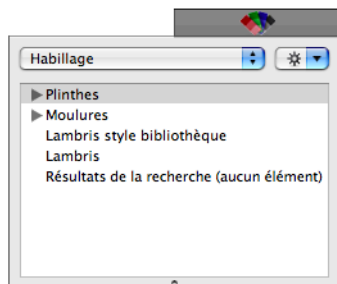 Habillage
Plinthes
Moulures
Lambris style bibliothèque
Lambris
Résultats de la recherche (aucun élément)